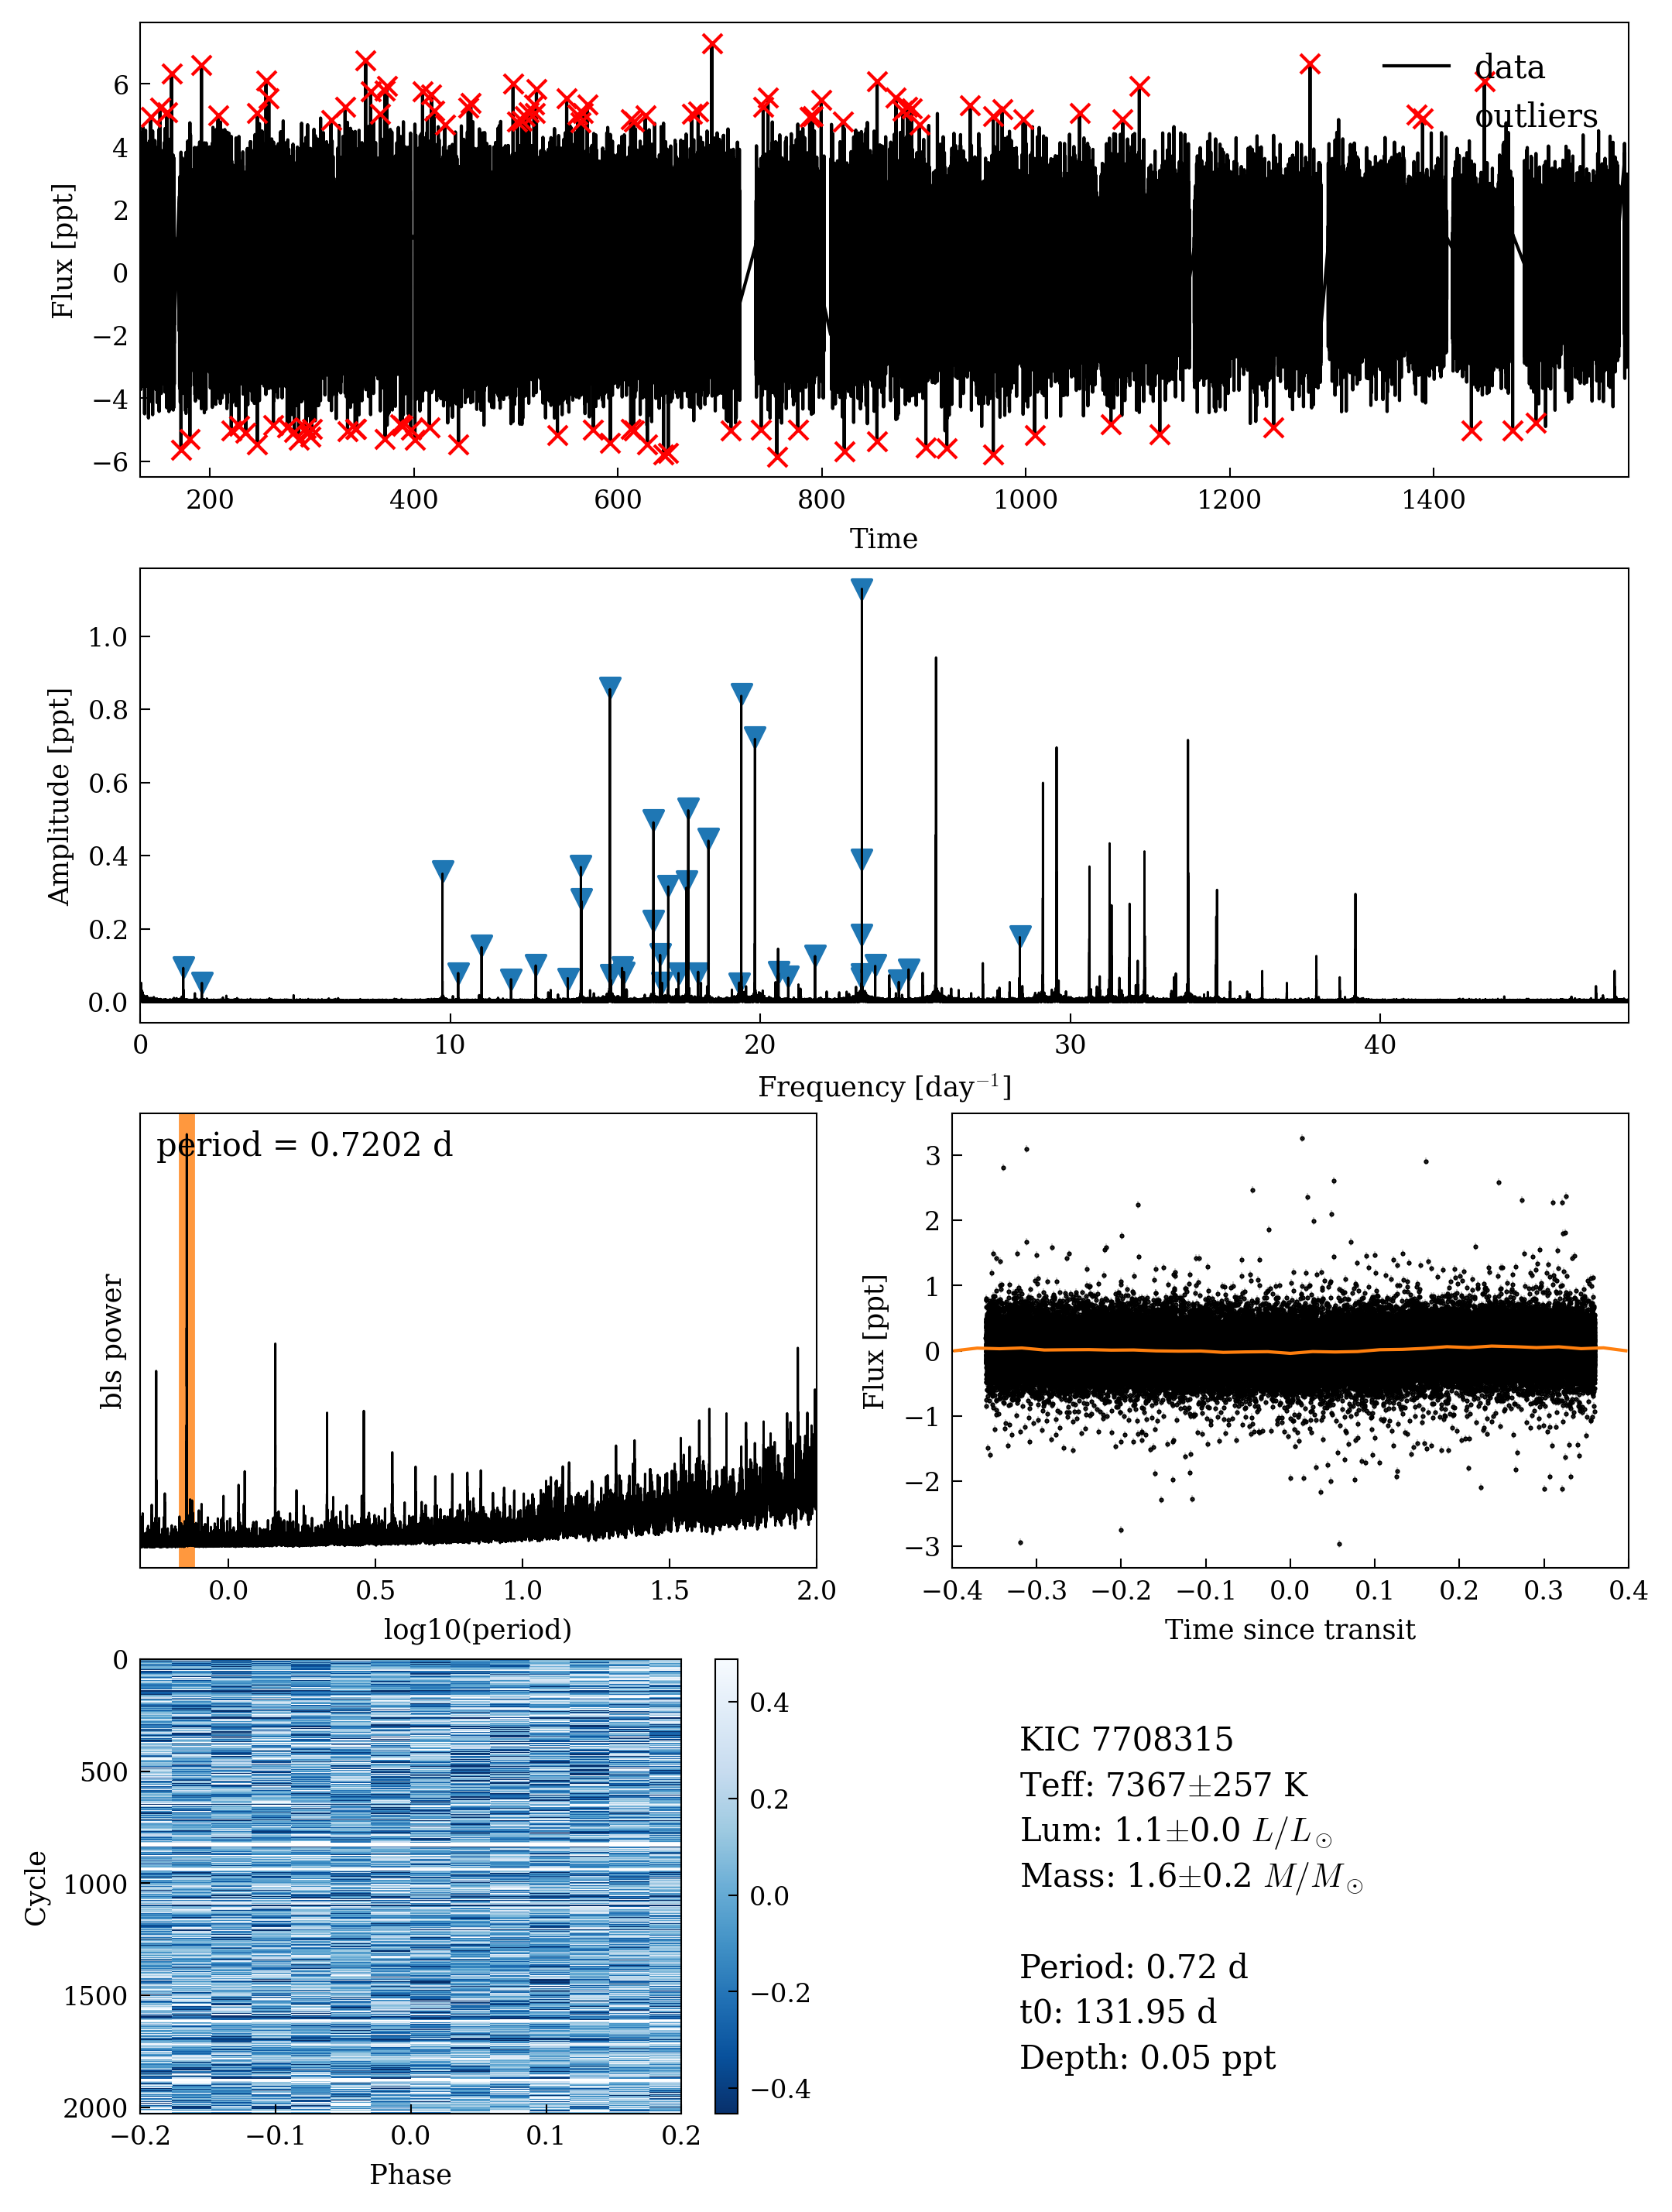 6
4
2
0
−2
−4
−6
Flux [ppt]
data
outliers
200 400 600 800 1000 1200 1400
Time
1.0
0.8
0.6
0.4
0.2
0.0
Amplitude [ppt]
0 10 20 30 40
Frequency [day⁻¹]
period = 0.7202 d
bls power
0.0 0.5 1.0 1.5 2.0
log10(period)
3
2
1
0
−1
−2
−3
Flux [ppt]
−0.4 −0.3 −0.2 −0.1 0.0 0.1 0.2 0.3 0.4
Time since transit
0
500
1000
1500
2000
Cycle
−0.2 −0.1 0.0 0.1 0.2
Phase
0.4
0.2
0.0
−0.2
−0.4
KIC 7708315
Teff: 7367±257 K
Lum: 1.1±0.0 L/L⊙
Mass: 1.6±0.2 M/M⊙
Period: 0.72 d
t0: 131.95 d
Depth: 0.05 ppt